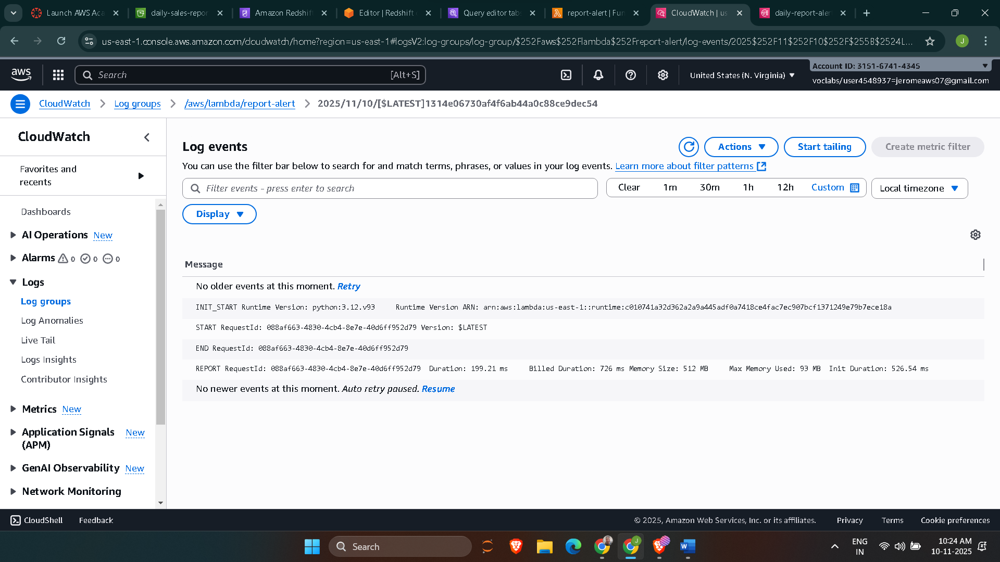 Launch AWS Aca
daily-sales-repor
Amazon Redshif
Editor | Redshift
Query editor tab
report-alert | Fun
CloudWatch | us
daily-report-aler
us-east-1.console.aws.amazon.com/cloudwatch/home?region=us-east-1#logsV2:log-groups/log-group/$252Faws$252Flambda$252Freport-alert/log-events/2025$252F11$252F10$252F$255B$2524L...
J
aws
Search
[Alt+S]
United States (N. Virginia)
Account ID: 3151-6741-4345
voclabs/user4548937=jeromeaws07@gmail.com
CloudWatch
Log groups
/aws/lambda/report-alert
2025/11/10/[$LATEST]1314e06730af4f6ab44a0c88ce9dec54
CloudWatch
Favorites and
recents
Dashboards
AI Operations New
Alarms 0 0 0
Logs
Log groups
Log Anomalies
Live Tail
Logs Insights
Contributor Insights
Metrics New
Application Signals New
(APM)
GenAI Observability New
Network Monitoring
Log events
Actions
Start tailing
Create metric filter
You can use the filter bar below to search for and match terms, phrases, or values in your log events. Learn more about filter patterns
Filter events - press enter to search
Clear 1m 30m 1h 12h Custom
Local timezone
Display
Message
No older events at this moment. Retry
INIT_START Runtime Version: python:3.12.v93 Runtime Version ARN: arn:aws:lambda:us-east-1::runtime:c010741a32d362a2a9a445adf0a7418ce4fac7ec907bcf1371249e79b7ece18a
START RequestId: 088af663-4830-4cb4-8e7e-40d6ff952d79 Version: $LATEST
END RequestId: 088af663-4830-4cb4-8e7e-40d6ff952d79
REPORT RequestId: 088af663-4830-4cb4-8e7e-40d6ff952d79 Duration: 199.21 ms Billed Duration: 726 ms Memory Size: 512 MB Max Memory Used: 93 MB Init Duration: 526.54 ms
No newer events at this moment. Auto retry paused. Resume
CloudShell
Feedback
© 2025, Amazon Web Services, Inc. or its affiliates.
Privacy
Terms
Cookie preferences
Search
ENG
IN
10:24 AM
10-11-2025